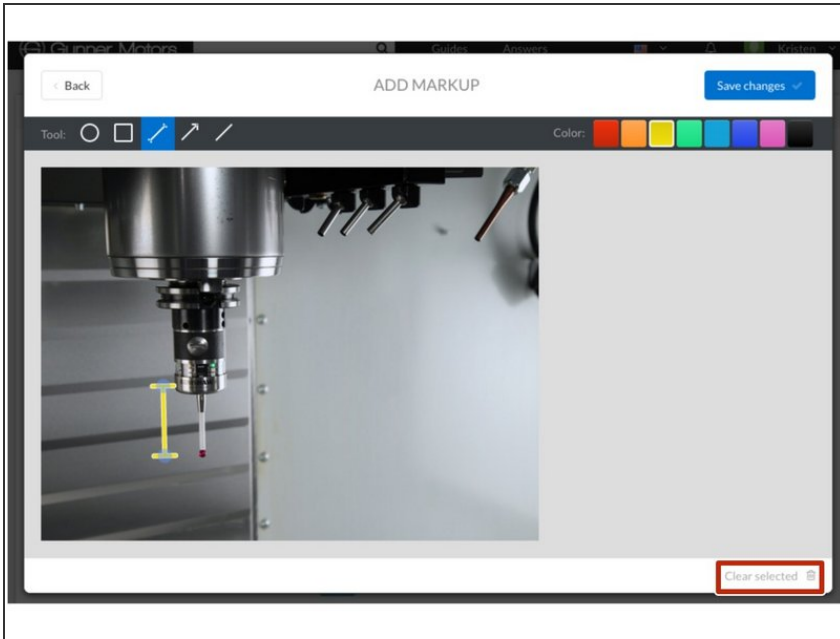 Gunner Motors Guides Answers Kristen
Back ADD MARKUP Save changes
Tool: Color:
Clear selected